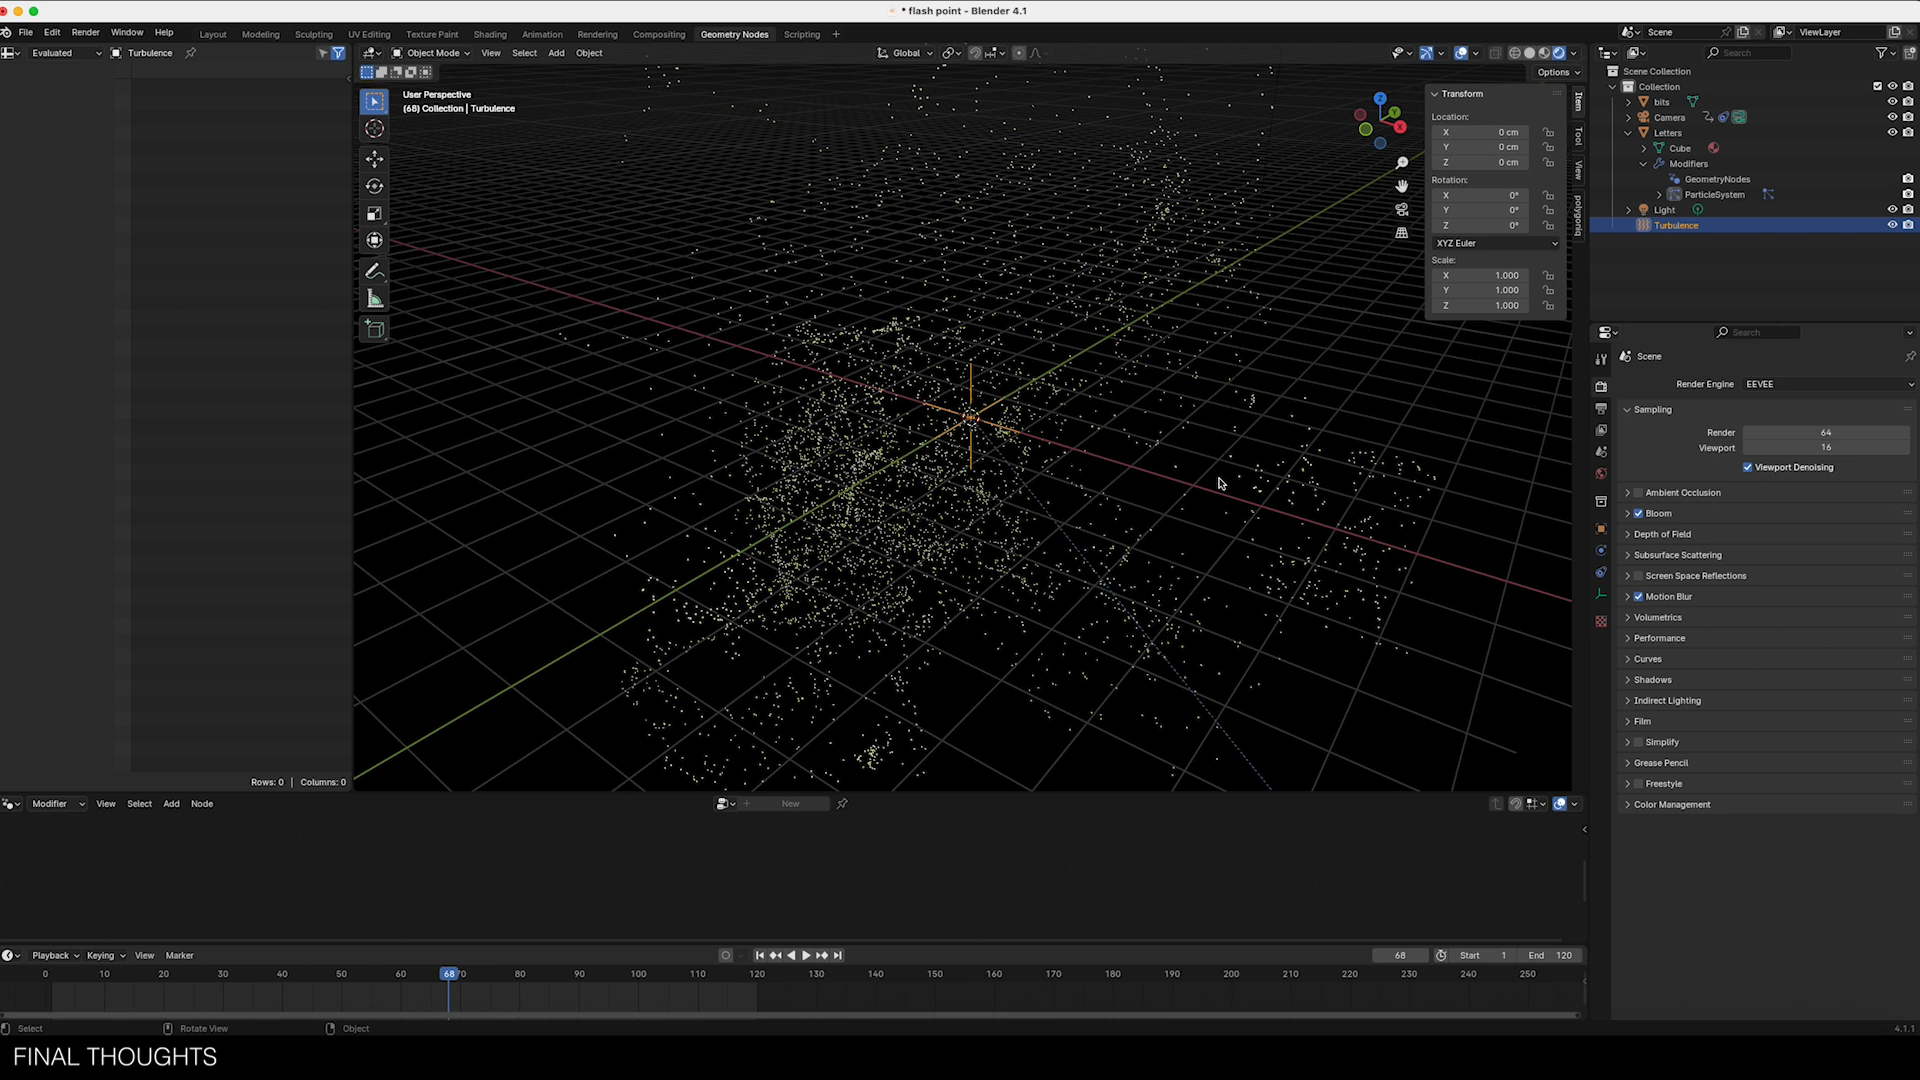 * flash point - Blender 4.1
File Edit Render Window Help Layout Modeling Sculpting UV Editing Texture Paint Shading Animation Rendering Compositing Geometry Nodes Scripting + Scene ViewLayer
Evaluated Turbulence Object Mode View Select Add Object Global Search
Options
User Perspective
(68) Collection | Turbulence
Z
Y
X
Transform
Location:
X 0 cm
Y 0 cm
Z 0 cm
Rotation:
X 0°
Y 0°
Z 0°
XYZ Euler
Scale:
X 1.000
Y 1.000
Z 1.000
Item
Tool
View
polygoniq
Scene Collection
Collection
bits
Camera
Letters
Cube
Modifiers
GeometryNodes
ParticleSystem
Light
Turbulence
Search
Scene
Render Engine EEVEE
Sampling
Render 64
Viewport 16
Viewport Denoising
Ambient Occlusion
Bloom
Depth of Field
Subsurface Scattering
Screen Space Reflections
Motion Blur
Volumetrics
Performance
Curves
Shadows
Indirect Lighting
Film
Simplify
Grease Pencil
Freestyle
Color Management
Rows: 0 | Columns: 0
Modifier View Select Add Node + New
Playback Keying View Marker 68 Start 1 End 120
0 10 20 30 40 50 60 68 70 80 90 100 110 120 130 140 150 160 170 180 190 200 210 220 230 240 250
Select Rotate View Object 4.1.1
FINAL THOUGHTS